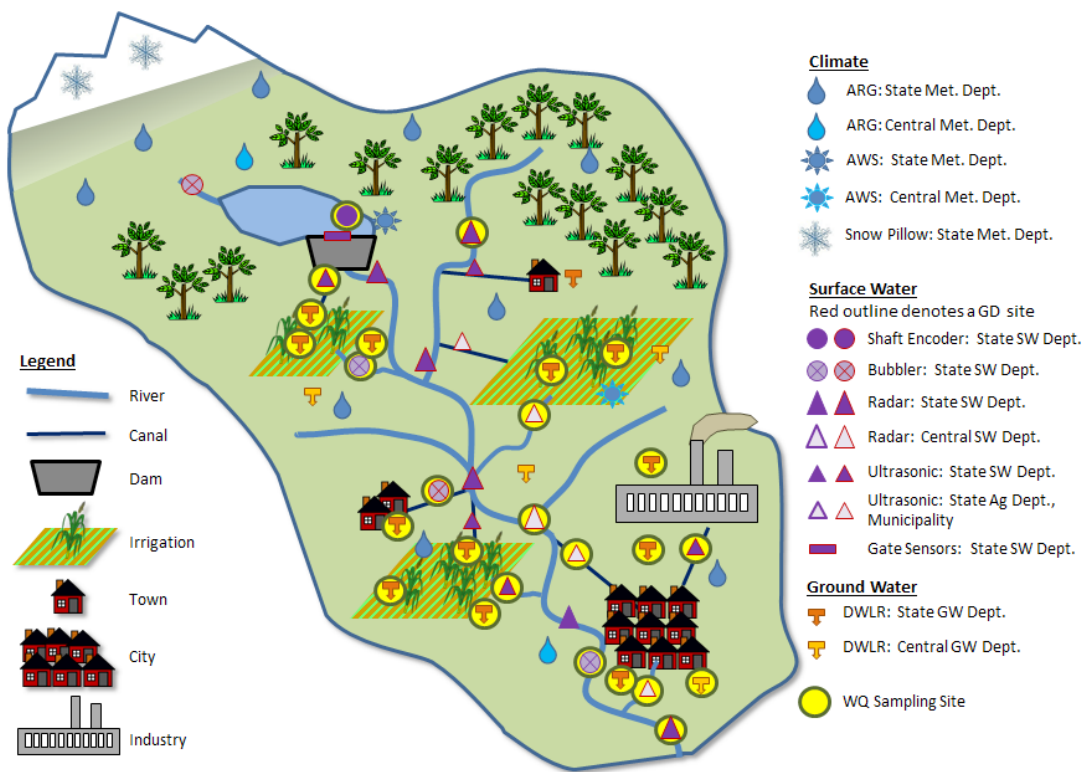 Climate
ARG: State Met. Dept.
ARG: Central Met. Dept.
AWS: State Met. Dept.
AWS: Central Met. Dept.
Snow Pillow: State Met. Dept.
Surface Water
Red outline denotes a GD site
Shaft Encoder: State SW Dept.
Bubbler: State SW Dept.
Radar: State SW Dept.
Radar: Central SW Dept.
Ultrasonic: State SW Dept.
Ultrasonic: State Ag Dept.,
Municipality
Gate Sensors: State SW Dept.
Ground Water
DWLR: State GW Dept.
DWLR: Central GW Dept.
WQ Sampling Site
Legend
River
Canal
Dam
Irrigation
Town
City
Industry